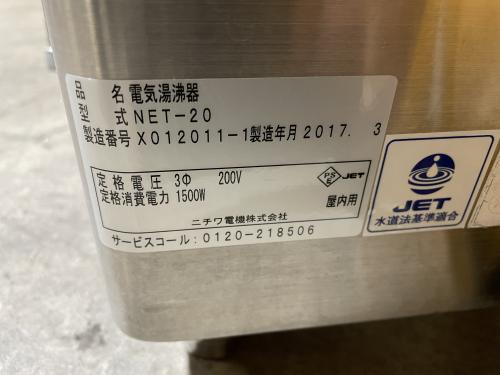 品　名 電気湯沸器
型　式 NET-20
製造番号 X012011-1 製造年月 2017. 3
定格電圧 3Φ 200V
定格消費電力 1500W
PS E JET
屋内用
ニチワ電機株式会社
サービスコール:0120-218506
JET
水道法基準適合